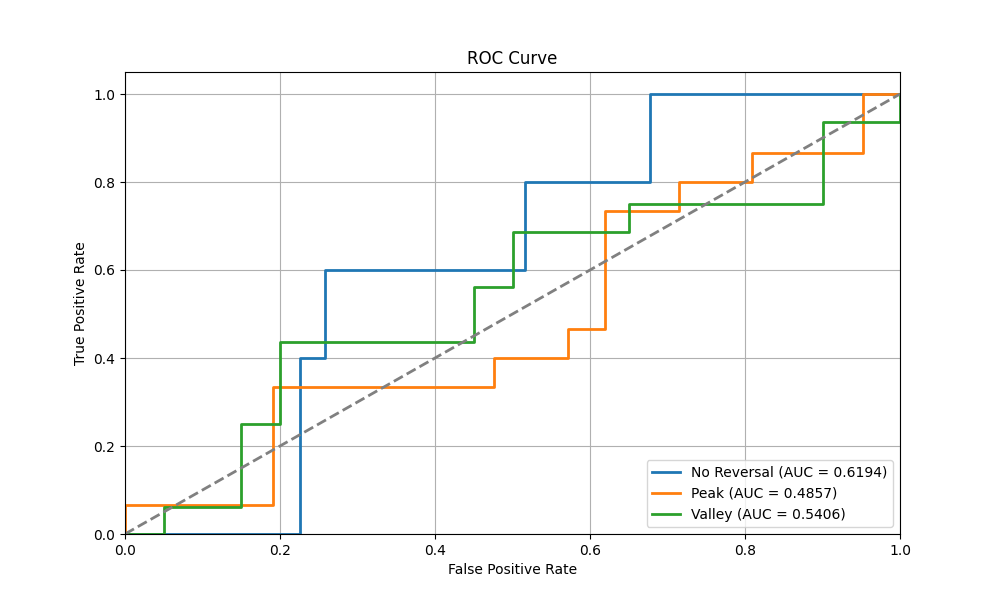 ROC Curve
True Positive Rate
1.0
0.8
0.6
0.4
0.2
0.0
0.0 0.2 0.4 0.6 0.8 1.0
False Positive Rate
No Reversal (AUC = 0.6194)
Peak (AUC = 0.4857)
Valley (AUC = 0.5406)